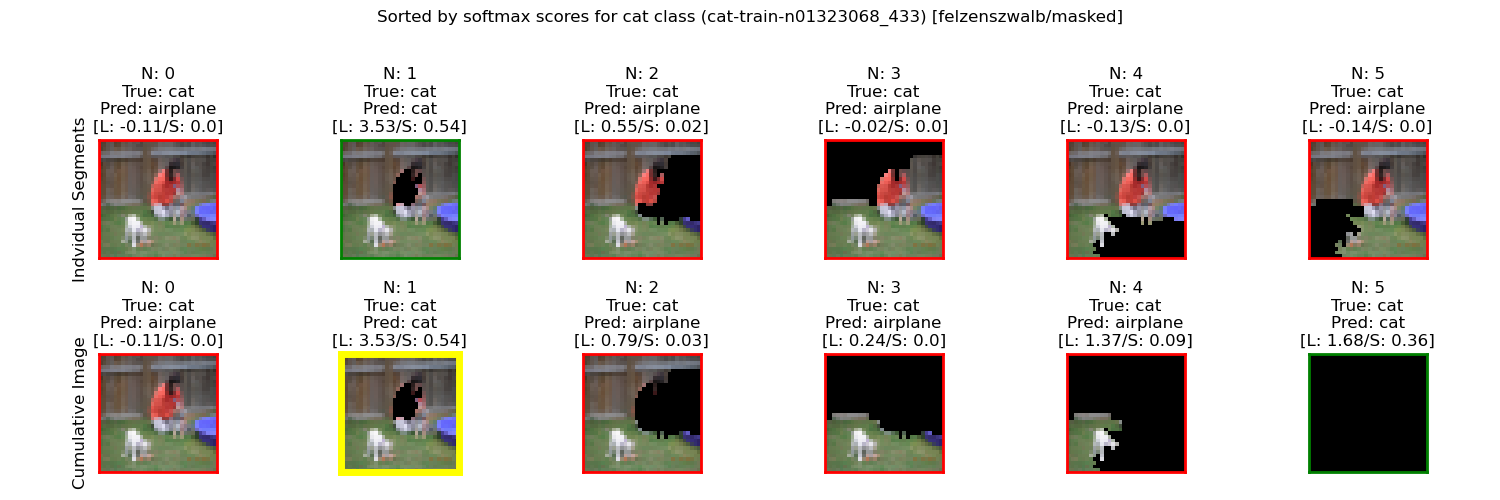 Sorted by softmax scores for cat class (cat-train-n01323068_433) [felzenszwalb/masked]
Indvidual Segments
N: 0
True: cat
Pred: airplane
[L: -0.11/S: 0.0]
N: 1
True: cat
Pred: cat
[L: 3.53/S: 0.54]
N: 2
True: cat
Pred: airplane
[L: 0.55/S: 0.02]
N: 3
True: cat
Pred: airplane
[L: -0.02/S: 0.0]
N: 4
True: cat
Pred: airplane
[L: -0.13/S: 0.0]
N: 5
True: cat
Pred: airplane
[L: -0.14/S: 0.0]
Cumulative Image
N: 0
True: cat
Pred: airplane
[L: -0.11/S: 0.0]
N: 1
True: cat
Pred: cat
[L: 3.53/S: 0.54]
N: 2
True: cat
Pred: airplane
[L: 0.79/S: 0.03]
N: 3
True: cat
Pred: airplane
[L: 0.24/S: 0.0]
N: 4
True: cat
Pred: airplane
[L: 1.37/S: 0.09]
N: 5
True: cat
Pred: cat
[L: 1.68/S: 0.36]